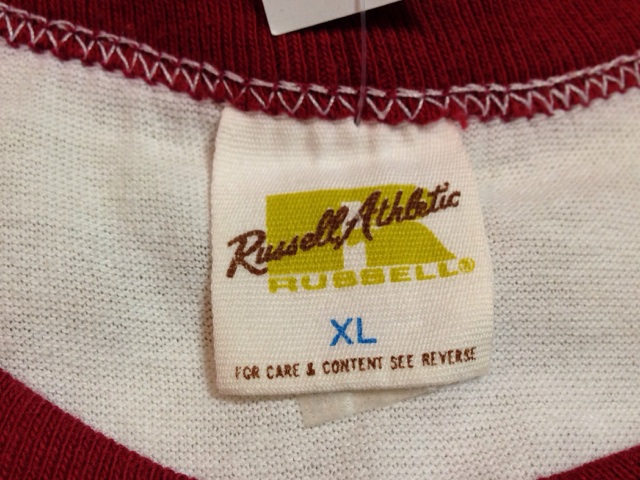 Russell Athletic
RUSSELL®
XL
FOR CARE & CONTENT SEE REVERSE